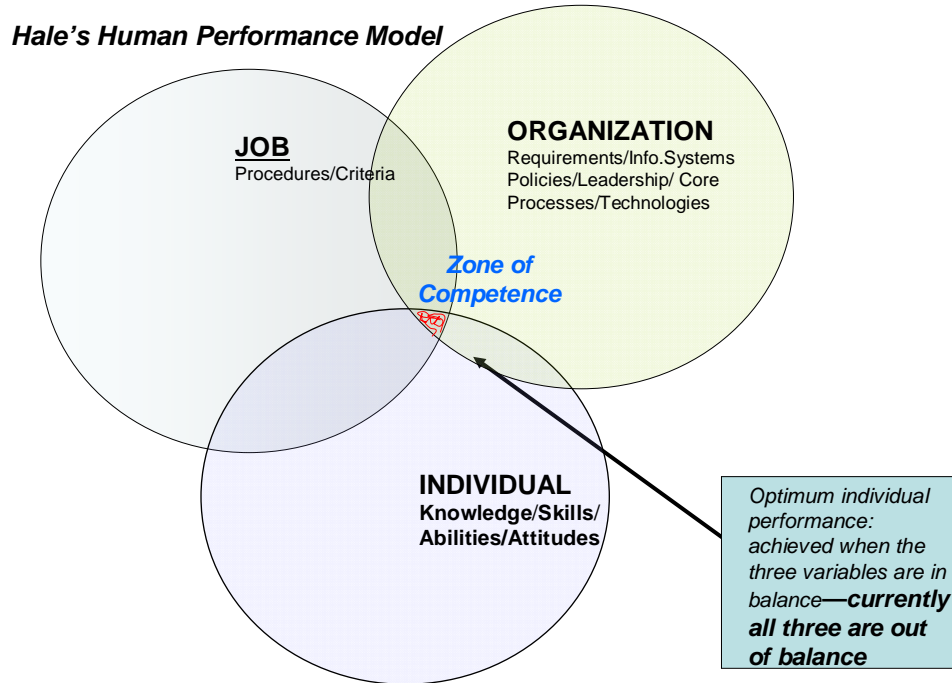 Hale’s Human Performance Model
JOB
Procedures/Criteria
ORGANIZATION
Requirements/Info.Systems
Policies/Leadership/ Core
Processes/Technologies
Zone of
Competence
INDIVIDUAL
Knowledge/Skills/
Abilities/Attitudes
Optimum individual
performance:
achieved when the
three variables are in
balance—currently
all three are out
of balance